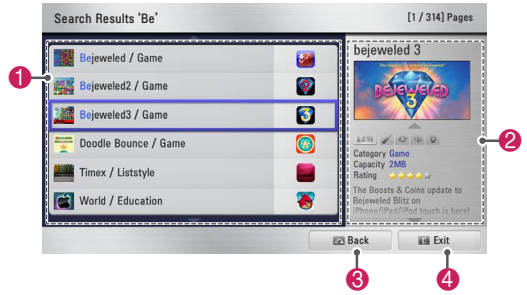 Search Results 'Be'
[1 / 314] Pages
1
Bejeweled / Game
Bejeweled2 / Game
Bejeweled3 / Game
Doodle Bounce / Game
Timex / Liststyle
World / Education
bejeweled 3
BEJEWELED
3
2
Category Game
Capacity 2MB
Rating
The Boosts & Coins update to
Bejeweled Blitz on
iPhone/iPad/iPod touch is here!
Back
Exit
3
4